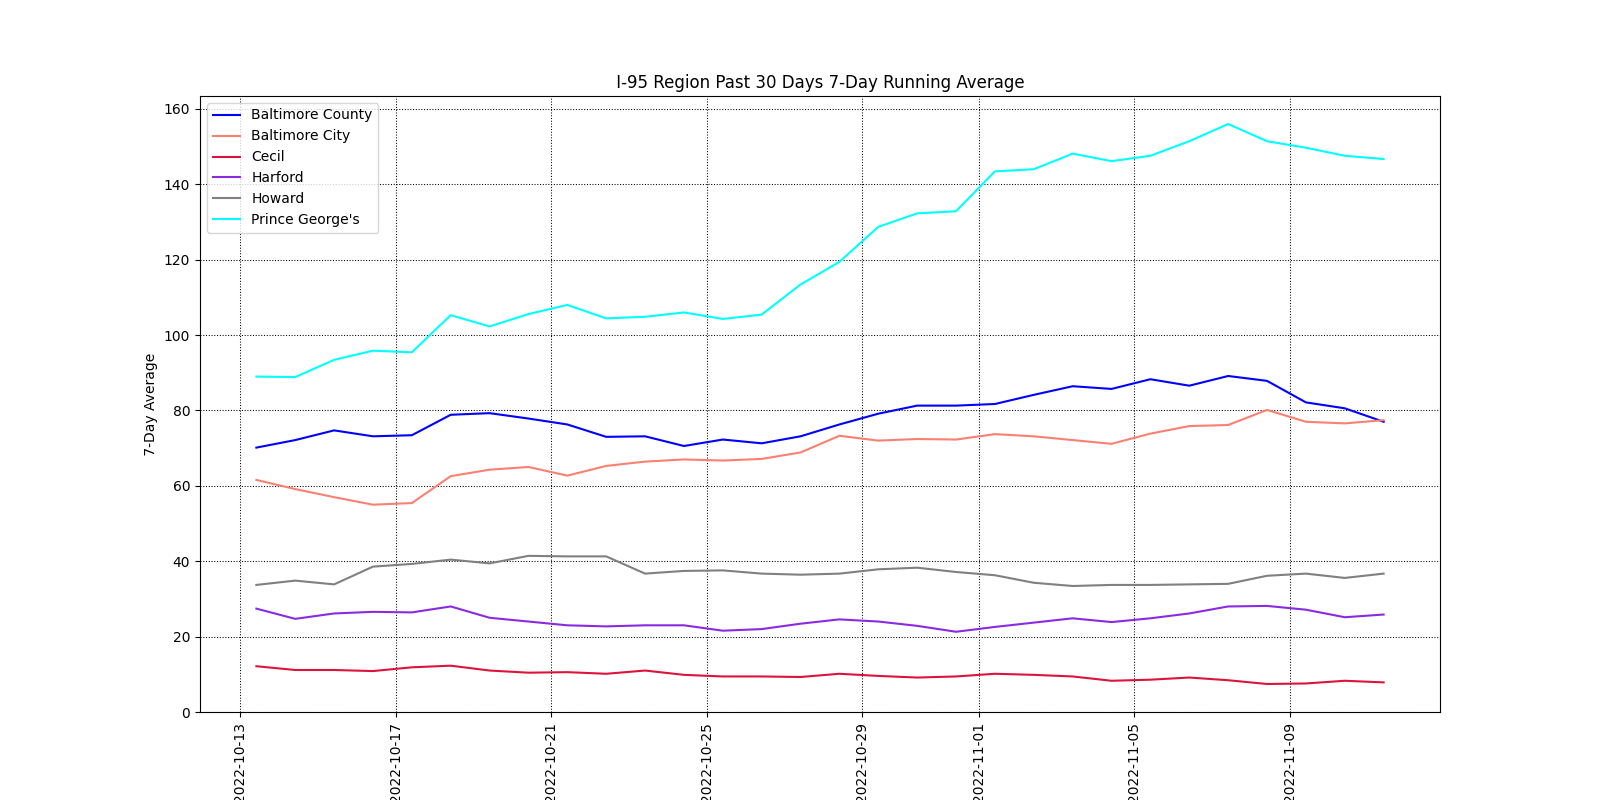 I-95 Region Past 30 Days 7-Day Running Average
Baltimore County
Baltimore City
Cecil
Harford
Howard
Prince George's
7-Day Average
160
140
120
100
80
60
40
20
0
2022-10-13
2022-10-17
2022-10-21
2022-10-25
2022-10-29
2022-11-01
2022-11-05
2022-11-09